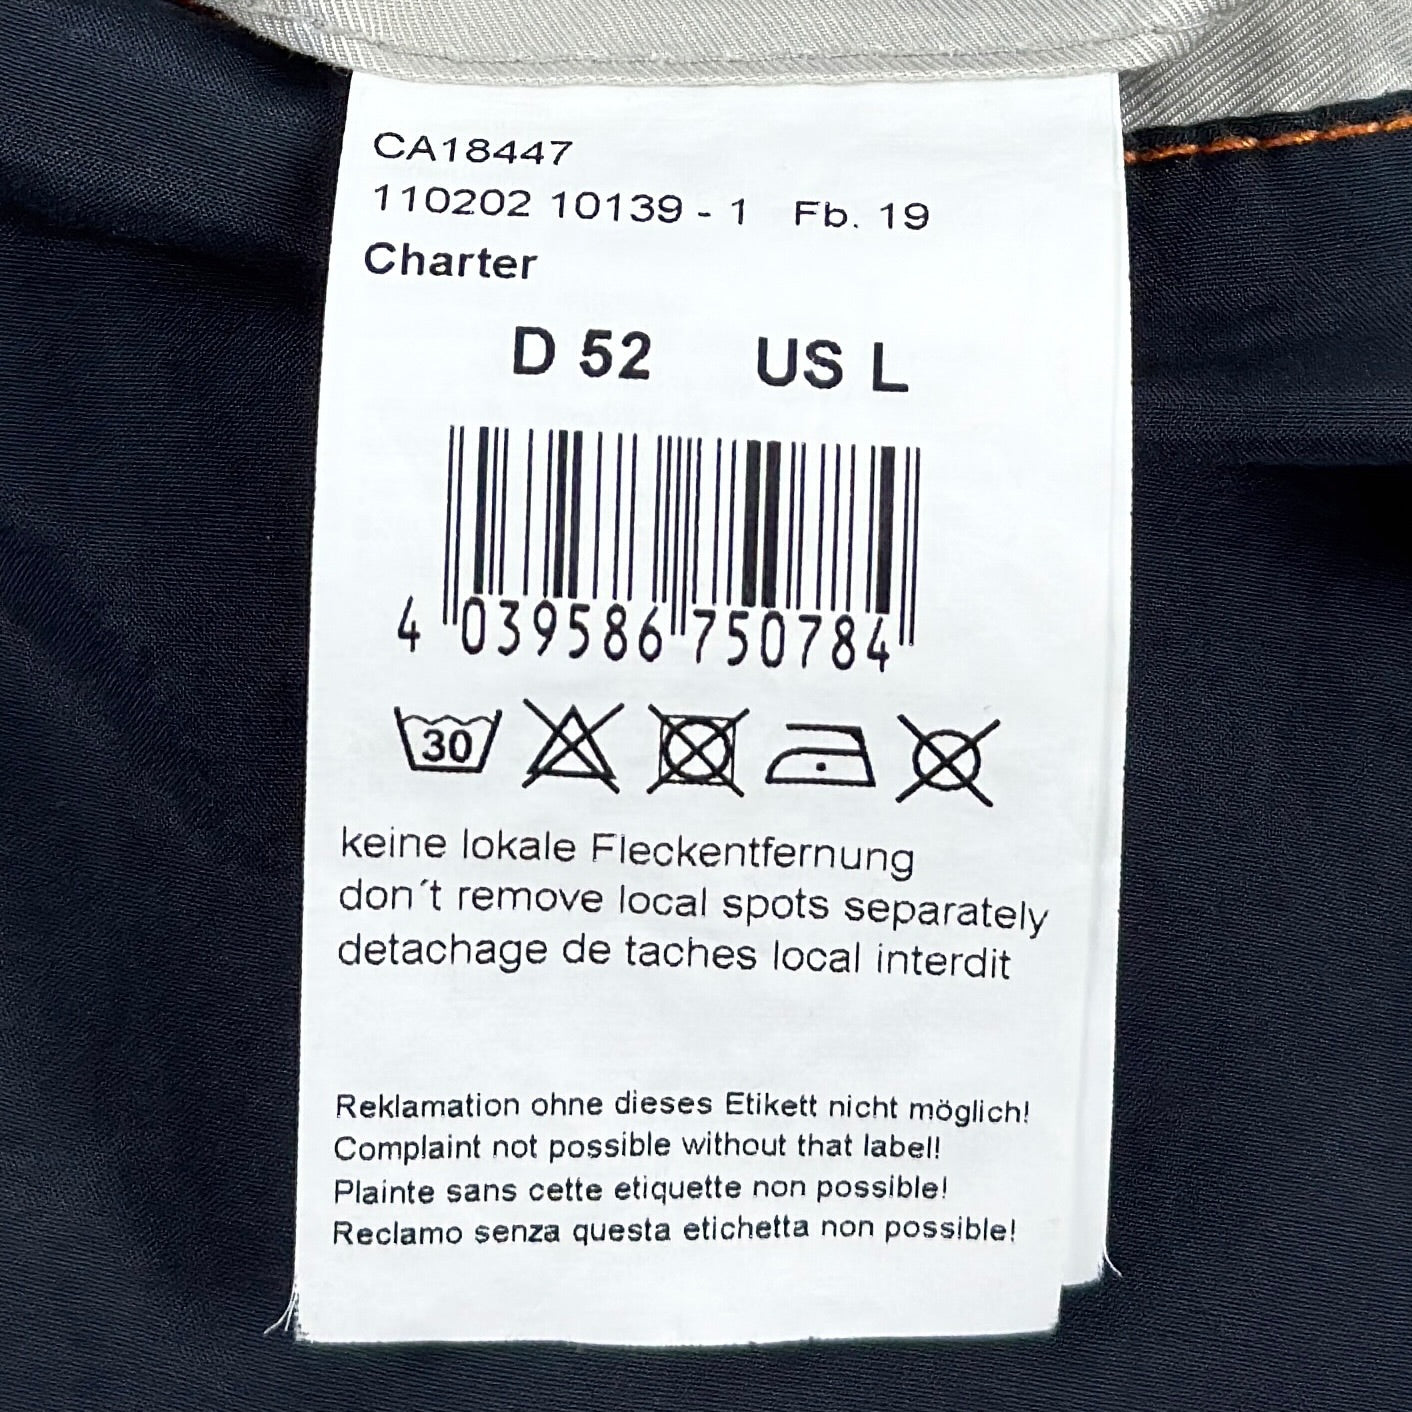 CA18447
110202 10139 - 1 Fb. 19
Charter
D 52 US L
4 039586 750784
30
keine lokale Fleckentfernung
don´t remove local spots separately
detachage de taches local interdit
Reklamation ohne dieses Etikett nicht möglich!
Complaint not possible without that label!
Plainte sans cette etiquette non possible!
Reclamo senza questa etichetta non possible!